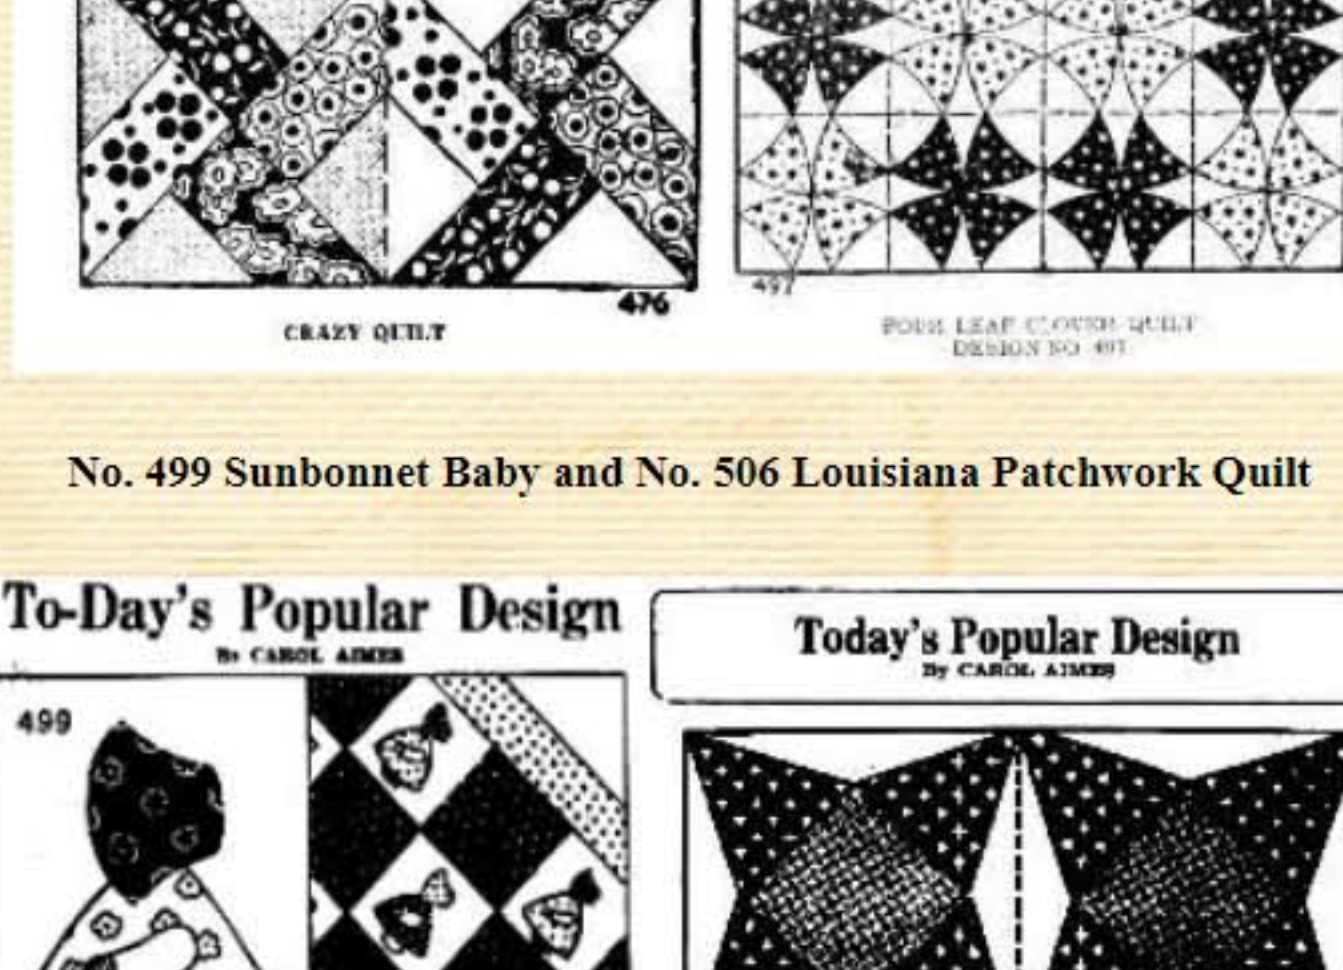 476
CRAZY QUILT
497
FOUR LEAF CLOVER QUILT
DESIGN NO. 497
No. 499 Sunbonnet Baby and No. 506 Louisiana Patchwork Quilt
To-Day's Popular Design
By CAROL AIMES
499
Today's Popular Design
By CAROL AIMES